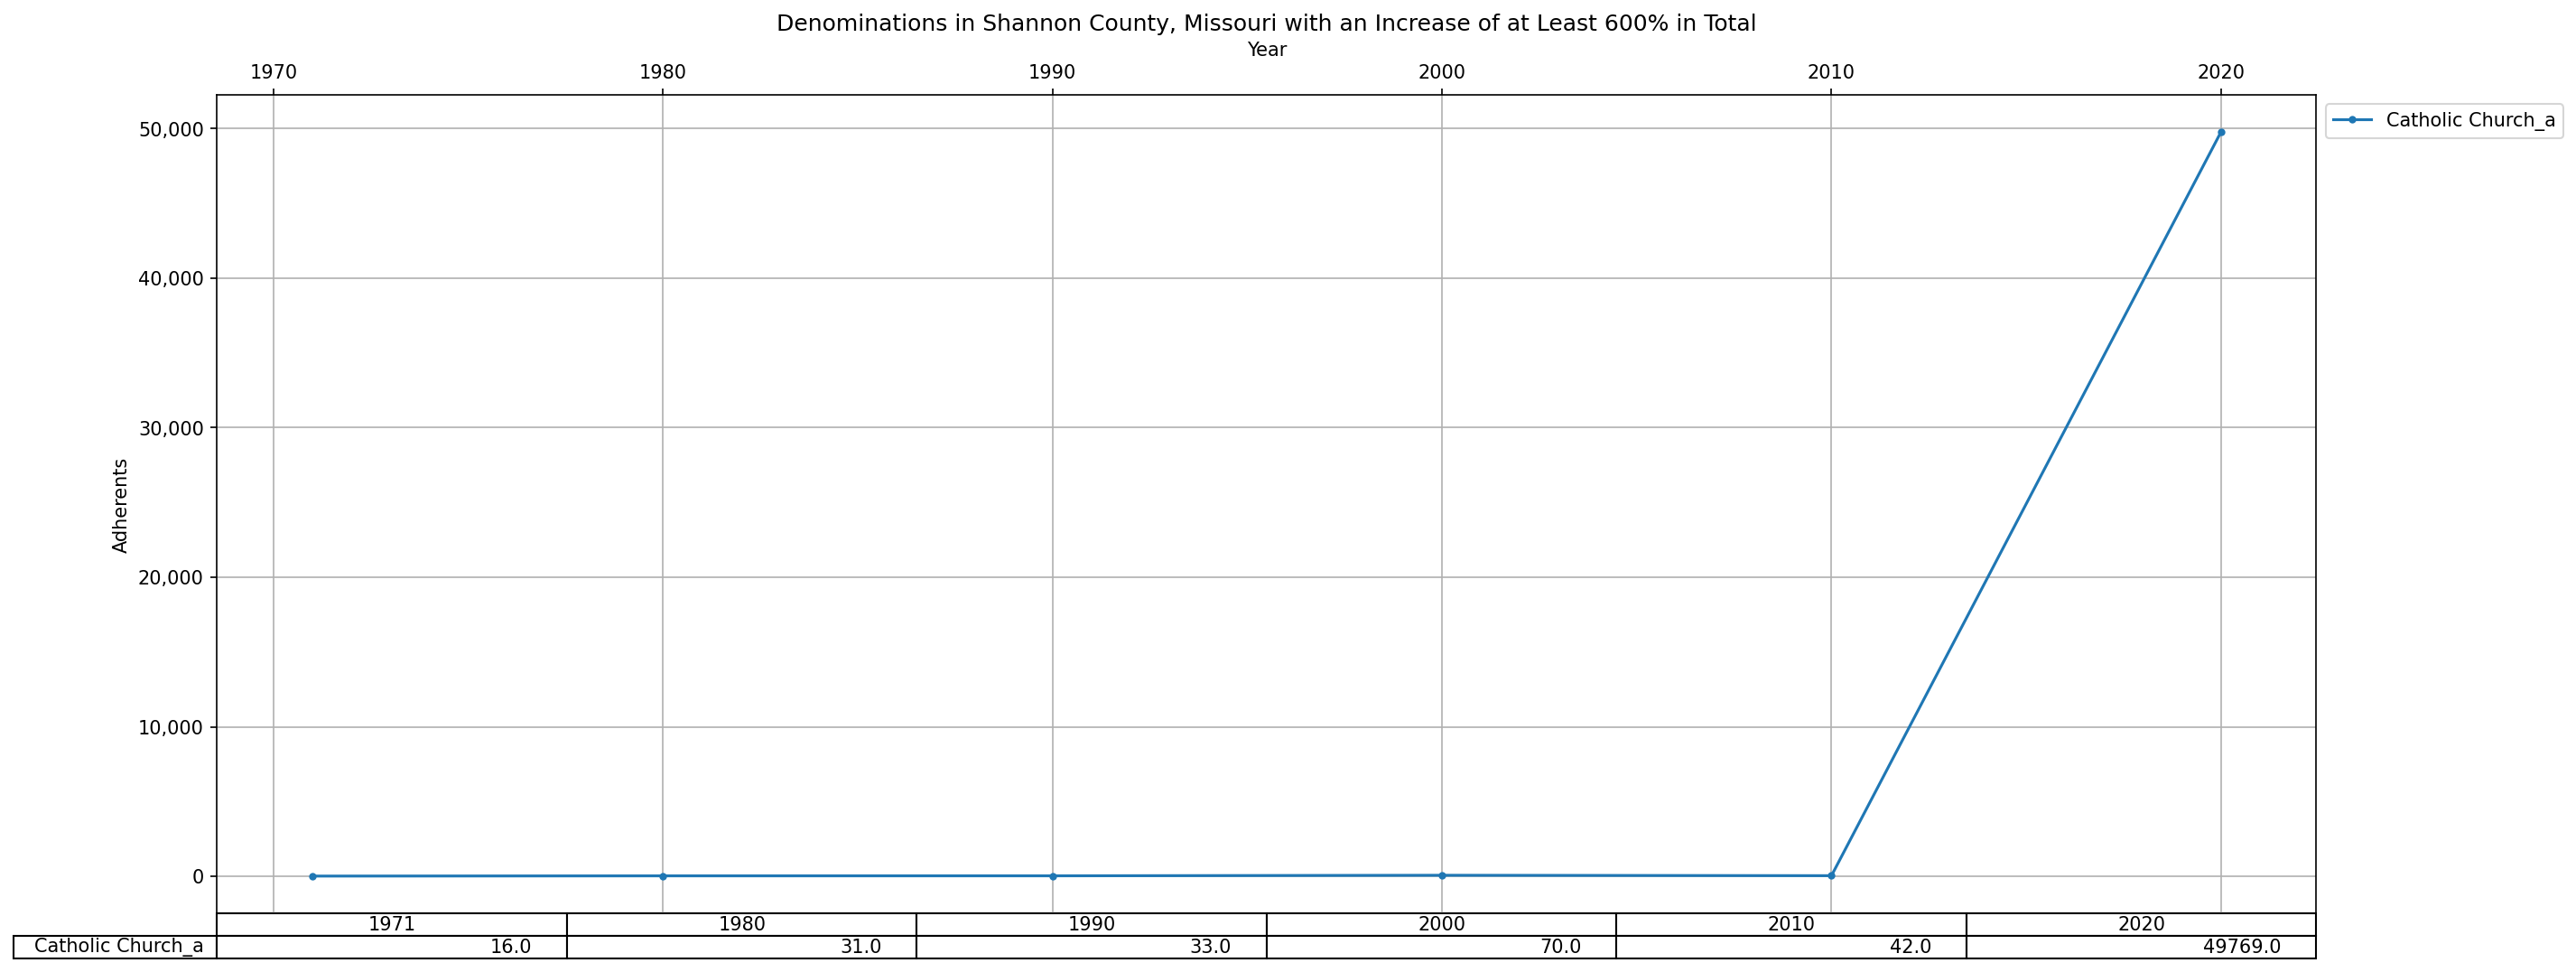 Denominations in Shannon County, Missouri with an Increase of at Least 600% in Total
Year
1970 1980 1990 2000 2010 2020
Catholic Church_a
50,000
40,000
30,000
20,000
10,000
0
Adherents
1971 1980 1990 2000 2010 2020
Catholic Church_a 16.0 31.0 33.0 70.0 42.0 49769.0